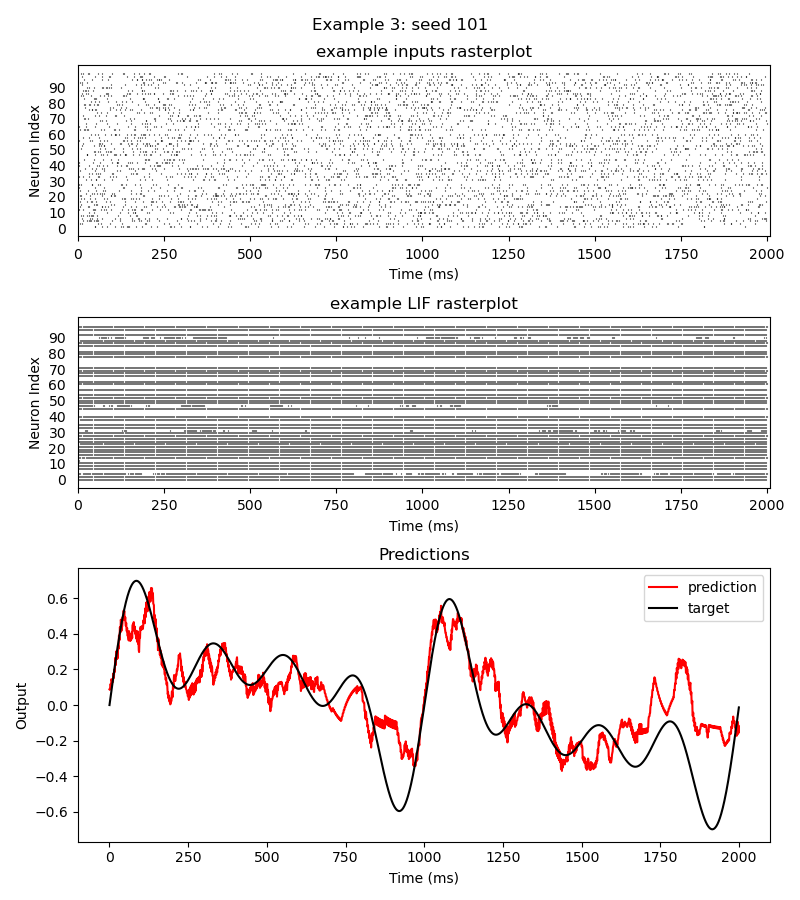 Example 3: seed 101
example inputs rasterplot
Neuron Index
90
80
70
60
50
40
30
20
10
0
0 250 500 750 1000 1250 1500 1750 2000
Time (ms)
example LIF rasterplot
Neuron Index
90
80
70
60
50
40
30
20
10
0
0 250 500 750 1000 1250 1500 1750 2000
Time (ms)
Predictions
Output
0.6
0.4
0.2
0.0
−0.2
−0.4
−0.6
prediction
target
0 250 500 750 1000 1250 1500 1750 2000
Time (ms)